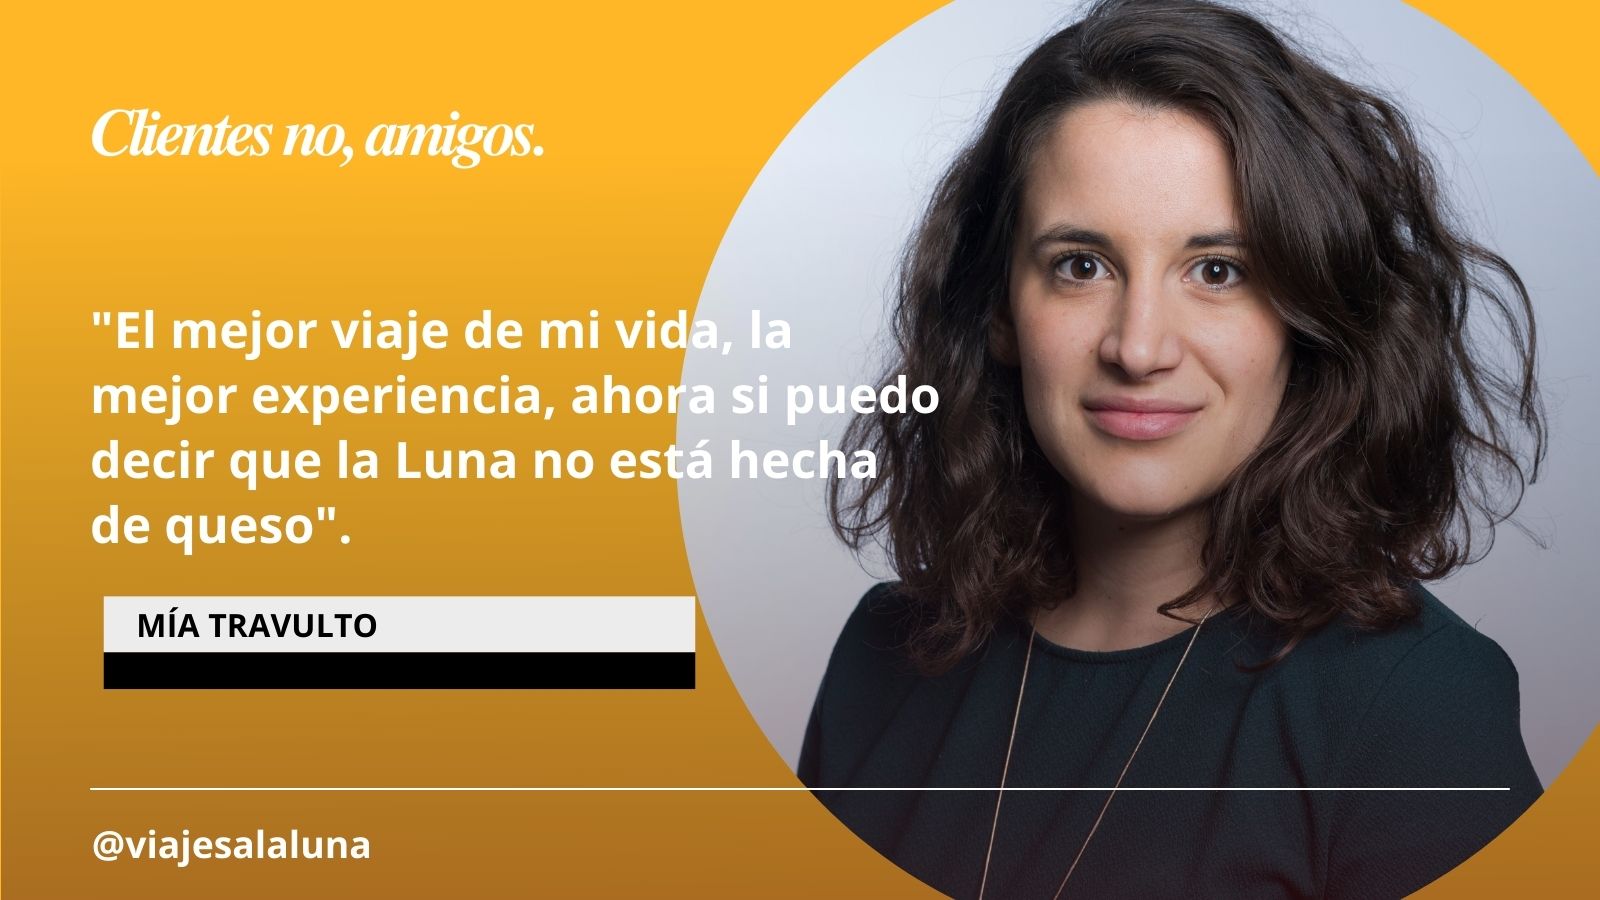 Clientes no, amigos.
"El mejor viaje de mi vida, la
mejor experiencia, ahora si puedo
decir que la Luna no está hecha
de queso".
MÍA TRAVULTO
@viajesalaluna